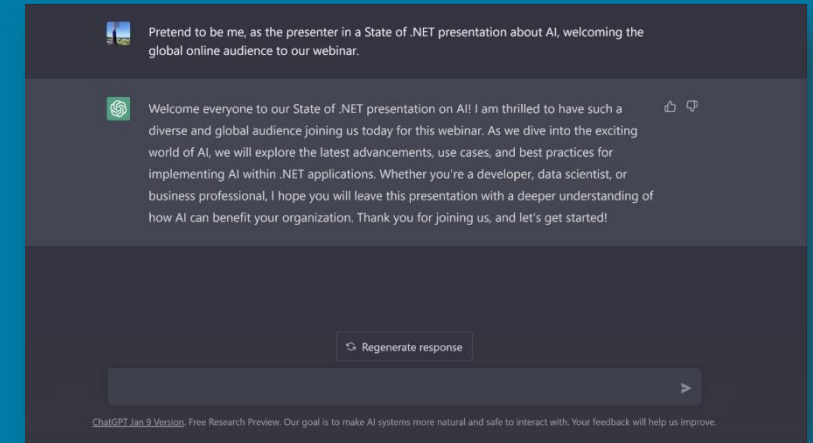 Pretend to be me, as the presenter in a State of .NET presentation about AI, welcoming the
global online audience to our webinar.
Welcome everyone to our State of .NET presentation on AI! I am thrilled to have such a
diverse and global audience joining us today for this webinar. As we dive into the exciting
world of AI, we will explore the latest advancements, use cases, and best practices for
implementing AI within .NET applications. Whether you're a developer, data scientist, or
business professional, I hope you will leave this presentation with a deeper understanding of
how AI can benefit your organization. Thank you for joining us, and let's get started!
Regenerate response
ChatGPT Jan 9 Version. Free Research Preview. Our goal is to make AI systems more natural and safe to interact with. Your feedback will help us improve.